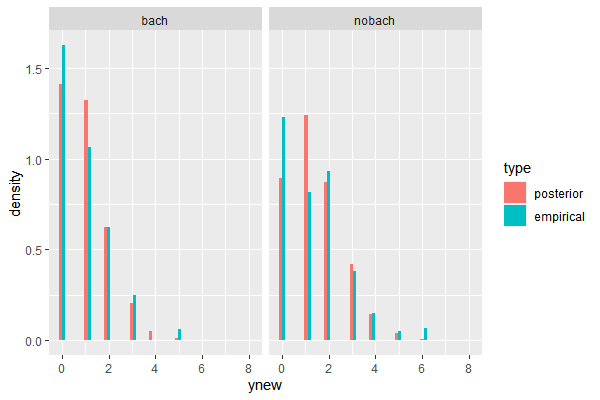 bach
nobach
1.5
1.0
0.5
0.0
density
0 2 4 6 8
0 2 4 6 8
ynew
type
posterior
empirical